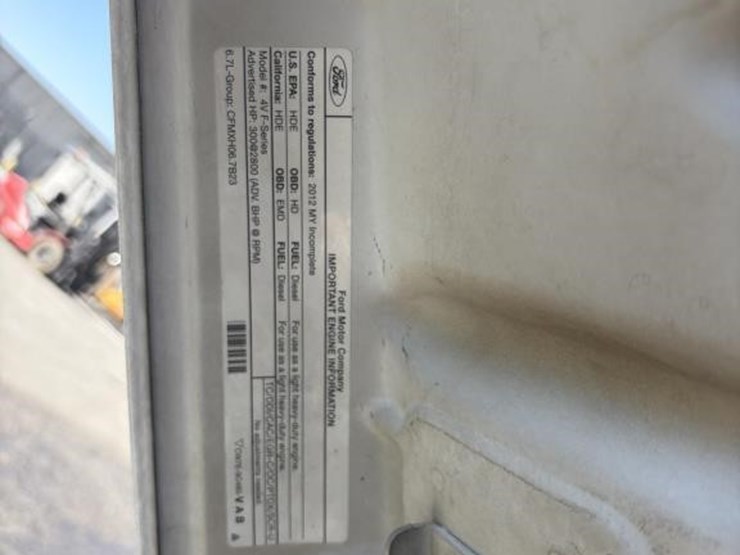 Ford
Ford Motor Company
IMPORTANT ENGINE INFORMATION
Conforms to regulations: 2012 MY Incomplete
U.S. EPA: HDE OBD: HD FUEL: Diesel For use as a light heavy-duty engine.
California: HDE OBD: EMD FUEL: Diesel For use as a light heavy-duty engine.
Model #: 4V F-Series
Advertised HP: 300@2800 (ADV. BHP @ RPM) No adjustments needed.
6.7L-Group: CFMXH06.7B23 VAB